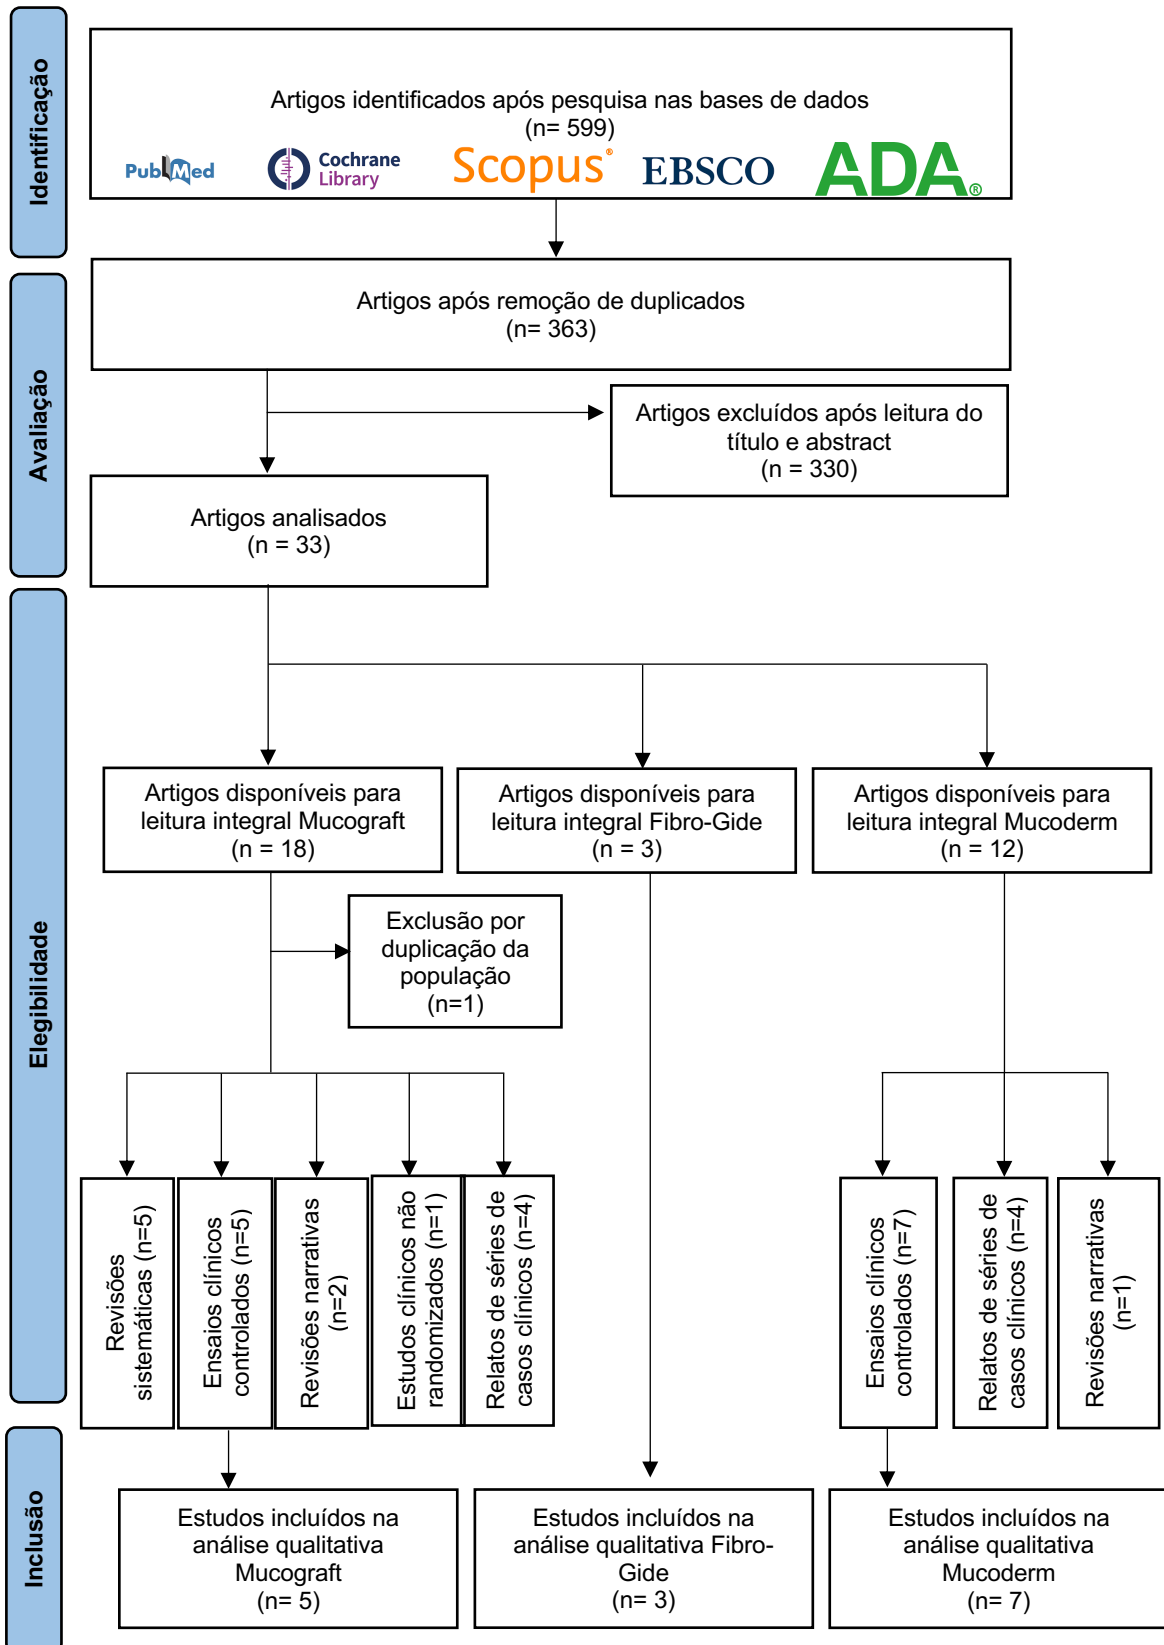 Identificação
Artigos identificados após pesquisa nas bases de dados
(n= 599)
PubMed
Cochrane
Library
Scopus®
EBSCO
ADA®
Avaliação
Artigos após remoção de duplicados
(n= 363)
Artigos excluídos após leitura do
título e abstract
(n = 330)
Artigos analisados
(n = 33)
Elegibilidade
Artigos disponíveis para
leitura integral Mucograft
(n = 18)
Artigos disponíveis para
leitura integral Fibro-Gide
(n = 3)
Artigos disponíveis para
leitura integral Mucoderm
(n = 12)
Exclusão por
duplicação da
população
(n=1)
Revisões
sistemáticas (n=5)
Ensaios clínicos
controlados (n=5)
Revisões narrativas
(n=2)
Estudos clínicos não
randomizados (n=1)
Relatos de séries de
casos clínicos (n=4)
Ensaios clínicos
controlados (n=7)
Relatos de séries de
casos clínicos (n=4)
Revisões narrativas
(n=1)
Inclusão
Estudos incluídos na
análise qualitativa
Mucograft
(n= 5)
Estudos incluídos na
análise qualitativa Fibro-
Gide
(n= 3)
Estudos incluídos na
análise qualitativa
Mucoderm
(n= 7)